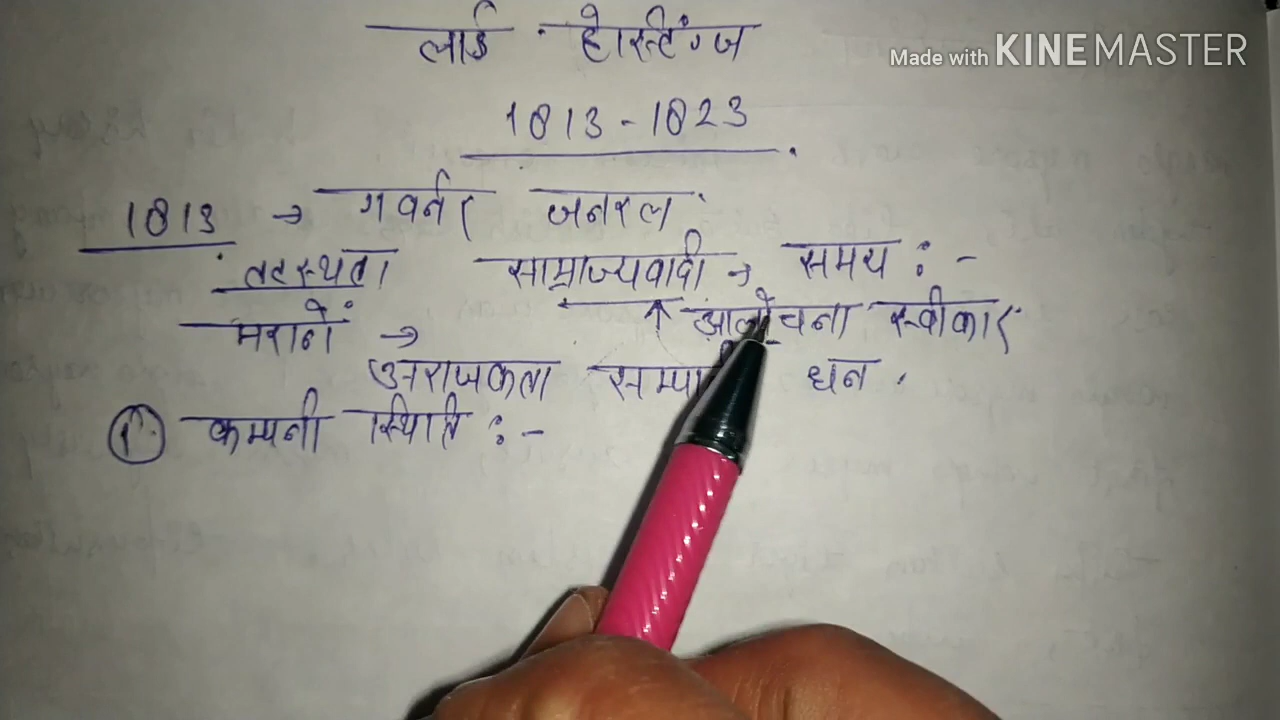 लार्ड हेस्टिंग्ज
Made with KINEMASTER
1813-1823
1813 → गवर्नर जनरल
तटस्थता साम्राज्यवादी → समय :-
मराठों → ↑ आलोचना स्वीकार
अराजकता धन
① कम्पनी स्थिति :-